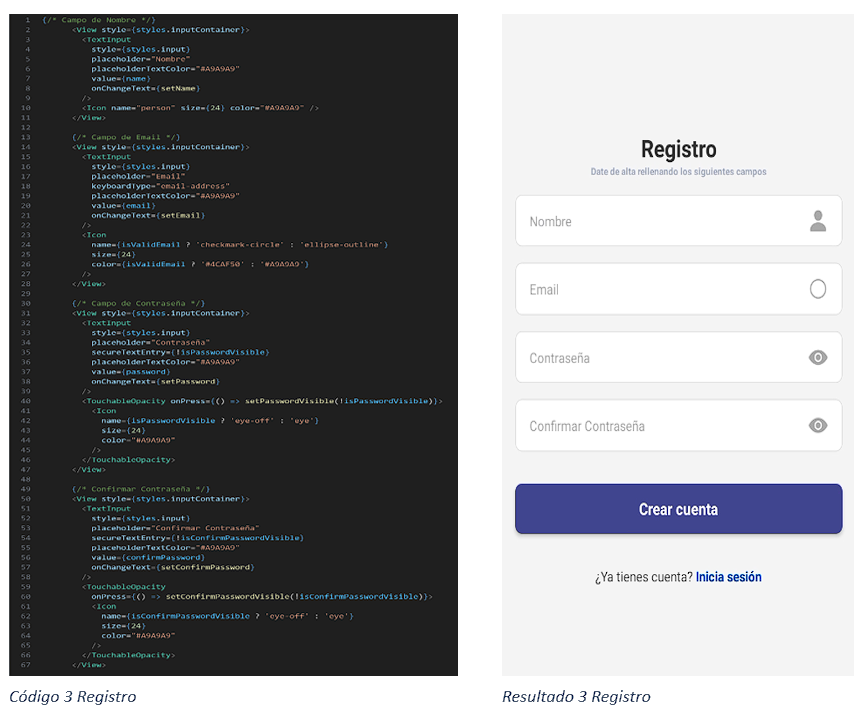 1 {/* Campo de Nombre */}
2 <View style={styles.inputContainer}>
3 <TextInput
4 style={styles.input}
5 placeholder="Nombre"
6 placeholderTextColor="#A9A9A9"
7 value={name}
8 onChangeText={setName}
9 />
10 <Icon name="person" size={24} color="#A9A9A9" />
11 </View>
12
13 {/* Campo de Email */}
14 <View style={styles.inputContainer}>
15 <TextInput
16 style={styles.input}
17 placeholder="Email"
18 keyboardType="email-address"
19 placeholderTextColor="#A9A9A9"
20 value={email}
21 onChangeText={setEmail}
22 />
23 <Icon
24 name={isValidEmail ? 'checkmark-circle' : 'ellipse-outline'}
25 size={24}
26 color={isValidEmail ? '#4CAF50' : '#A9A9A9'}
27 />
28 </View>
29
30 {/* Campo de Contraseña */}
31 <View style={styles.inputContainer}>
32 <TextInput
33 style={styles.input}
34 placeholder="Contraseña"
35 secureTextEntry={!isPasswordVisible}
36 placeholderTextColor="#A9A9A9"
37 value={password}
38 onChangeText={setPassword}
39 />
40 <TouchableOpacity onPress={() => setPasswordVisible(!isPasswordVisible)}>
41 <Icon
42 name={isPasswordVisible ? 'eye-off' : 'eye'}
43 size={24}
44 color="#A9A9A9"
45 />
46 </TouchableOpacity>
47 </View>
48
49 {/* Confirmar Contraseña */}
50 <View style={styles.inputContainer}>
51 <TextInput
52 style={styles.input}
53 placeholder="Confirmar Contraseña"
54 secureTextEntry={!isConfirmPasswordVisible}
55 placeholderTextColor="#A9A9A9"
56 value={confirmPassword}
57 onChangeText={setConfirmPassword}
58 />
59 <TouchableOpacity
60 onPress={() => setConfirmPasswordVisible(!isConfirmPasswordVisible)}>
61 <Icon
62 name={isConfirmPasswordVisible ? 'eye-off' : 'eye'}
63 size={24}
64 color="#A9A9A9"
65 />
66 </TouchableOpacity>
67 </View>
Código 3 Registro
Registro
Date de alta rellenando los siguientes campos
Nombre
Email
Contraseña
Confirmar Contraseña
Crear cuenta
¿Ya tienes cuenta? Inicia sesión
Resultado 3 Registro